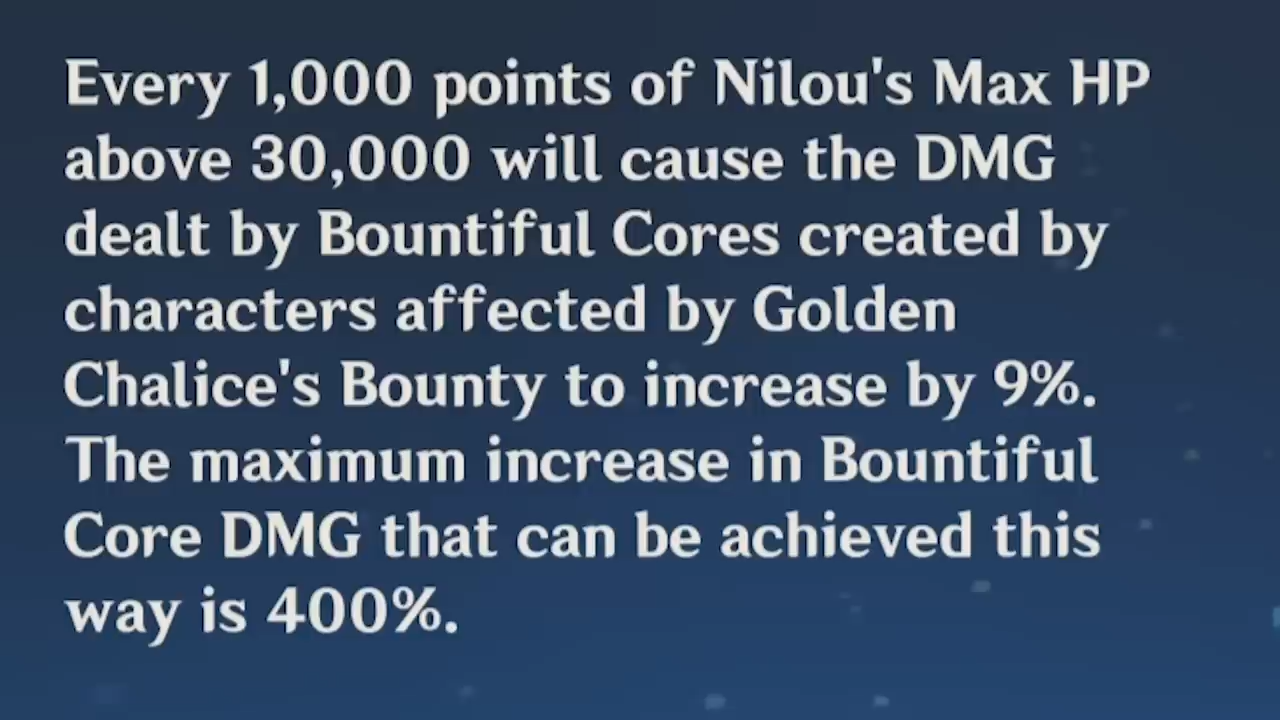 Every 1,000 points of Nilou's Max HP
above 30,000 will cause the DMG
dealt by Bountiful Cores created by
characters affected by Golden
Chalice's Bounty to increase by 9%.
The maximum increase in Bountiful
Core DMG that can be achieved this
way is 400%.